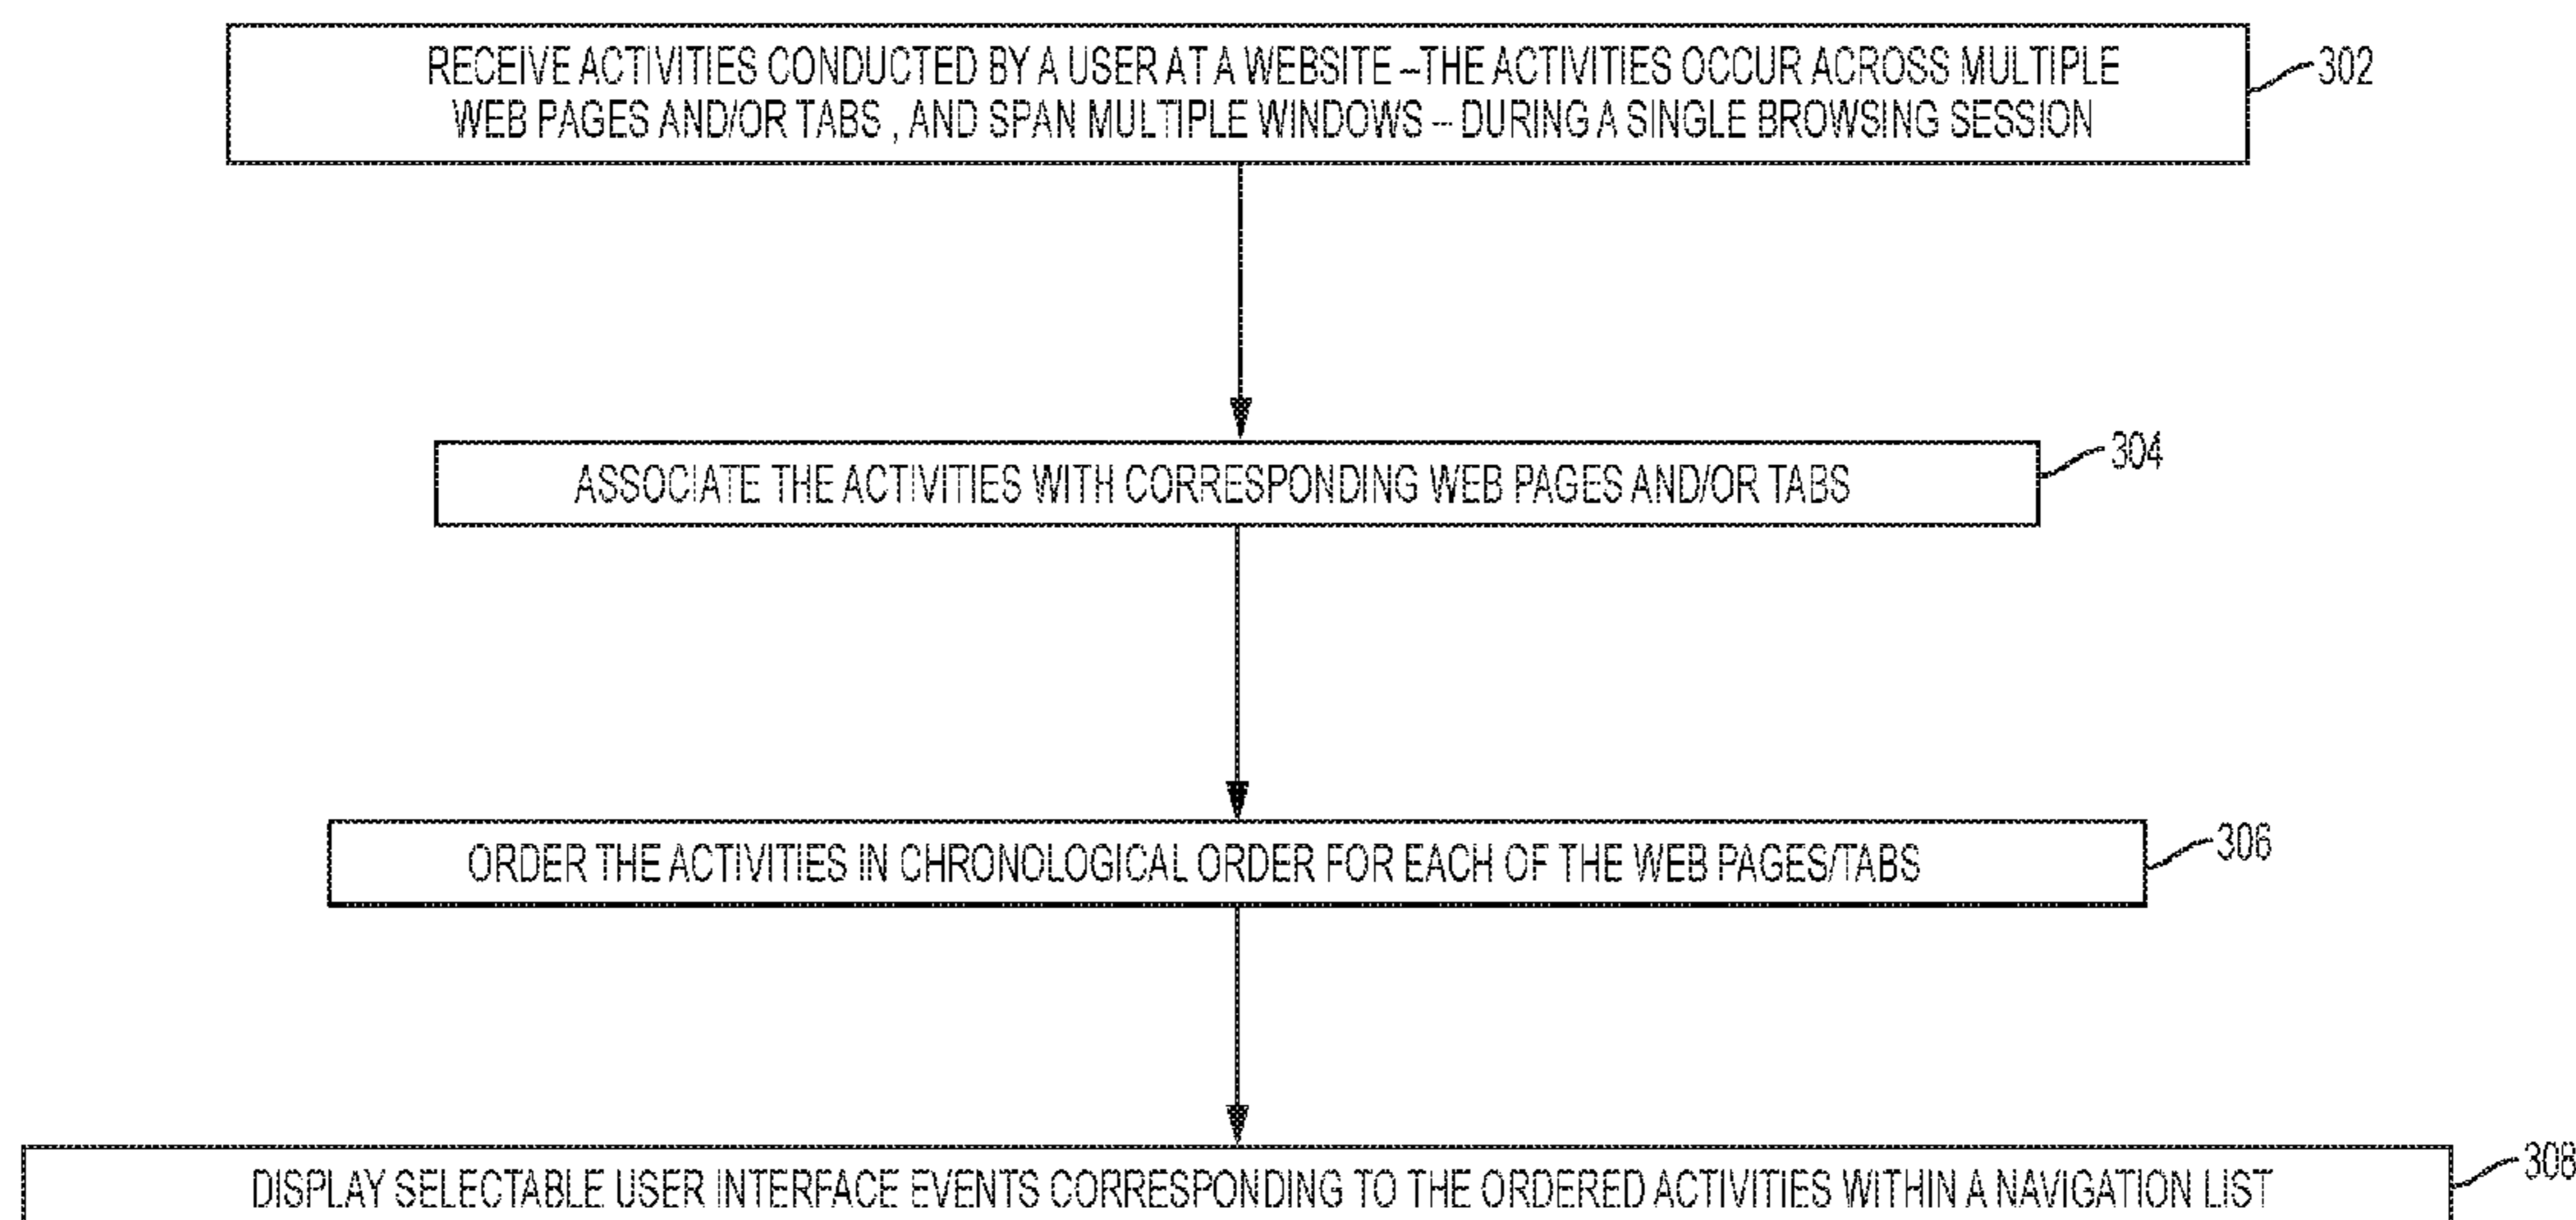 RECEIVE ACTIVITIES CONDUCTED BY A USER AT A WEBSITE --THE ACTIVITIES OCCUR ACROSS MULTIPLE
WEB PAGES AND/OR TABS , AND SPAN MULTIPLE WINDOWS -- DURING A SINGLE BROWSING SESSION
302
ASSOCIATE THE ACTIVITIES WITH CORRESPONDING WEB PAGES AND/OR TABS
304
ORDER THE ACTIVITIES IN CHRONOLOGICAL ORDER FOR EACH OF THE WEB PAGES/TABS
306
DISPLAY SELECTABLE USER INTERFACE EVENTS CORRESPONDING TO THE ORDERED ACTIVITIES WITHIN A NAVIGATION LIST
308